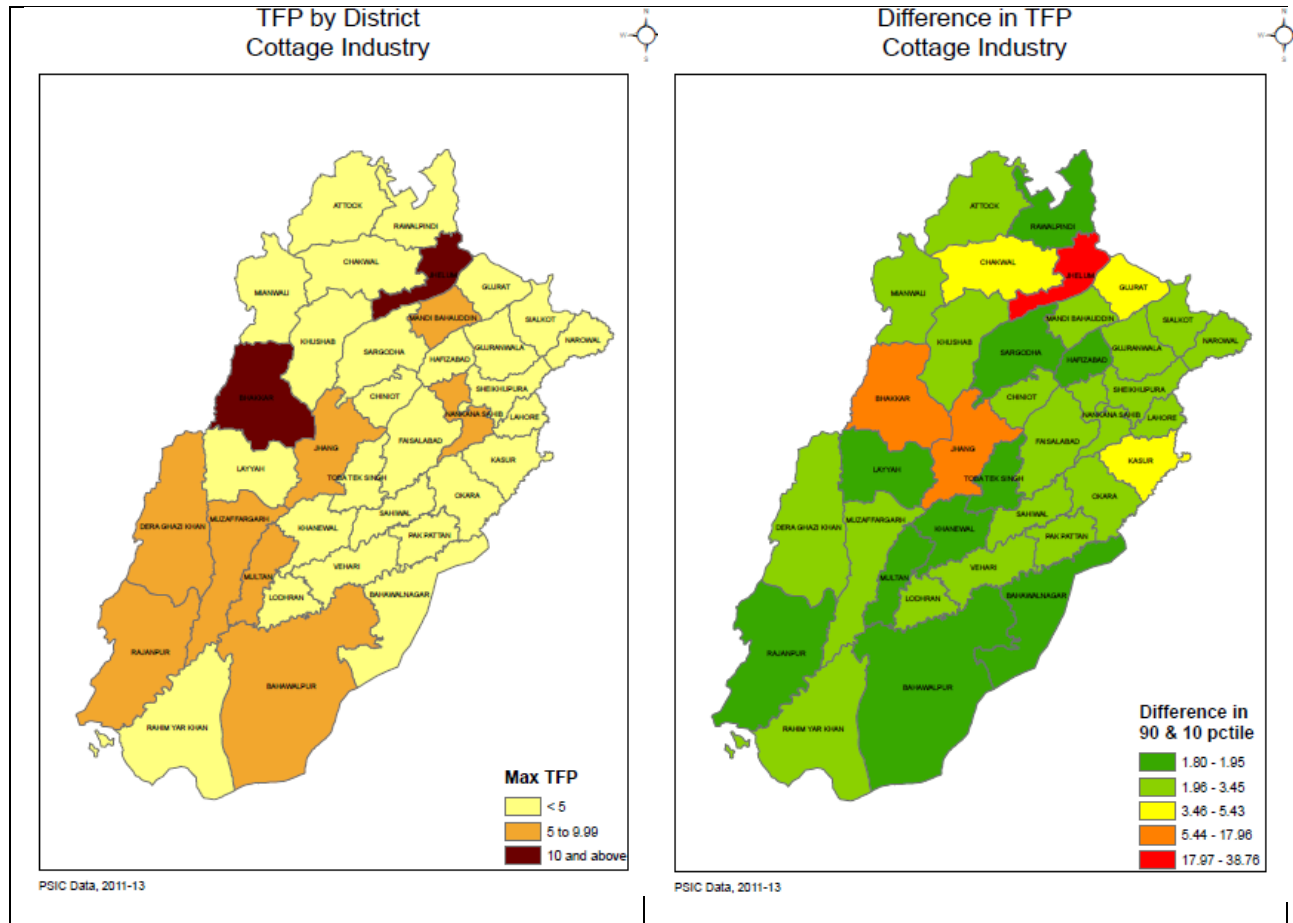 TFP by District
Cottage Industry
N
W
S
ATTOCK
RAWALPINDI
CHAKWAL
JHELUM
MIANWALI
GUJRAT
MANDI BAHAUDDIN
SIALKOT
KHUSHAB
NAROWAL
SARGODHA
HAFIZABAD
GUJRANWALA
BHAKKAR
CHINIOT
SHEIKHUPURA
NANKANA SAHIB
LAHORE
JHANG
FAISALABAD
KASUR
LAYYAH
TOBA TEK SINGH
OKARA
DERA GHAZI KHAN
MUZAFFARGARH
KHANEWAL
SAHIWAL
PAK PATTAN
MULTAN
VEHARI
LODHRAN
BAHAWALNAGAR
RAJANPUR
BAHAWALPUR
RAHIM YAR KHAN
Max TFP
< 5
5 to 9.99
10 and above
PSIC Data, 2011-13
Difference in TFP
Cottage Industry
N
W
S
ATTOCK
RAWALPINDI
CHAKWAL
JHELUM
MIANWALI
GUJRAT
MANDI BAHAUDDIN
SIALKOT
KHUSHAB
NAROWAL
SARGODHA
HAFIZABAD
GUJRANWALA
BHAKKAR
CHINIOT
SHEIKHUPURA
NANKANA SAHIB
LAHORE
JHANG
FAISALABAD
KASUR
LAYYAH
TOBA TEK SINGH
OKARA
DERA GHAZI KHAN
MUZAFFARGARH
KHANEWAL
SAHIWAL
PAK PATTAN
MULTAN
VEHARI
LODHRAN
BAHAWALNAGAR
RAJANPUR
BAHAWALPUR
RAHIM YAR KHAN
Difference in
90 & 10 pctile
1.80 - 1.95
1.96 - 3.45
3.46 - 5.43
5.44 - 17.96
17.97 - 38.76
PSIC Data, 2011-13